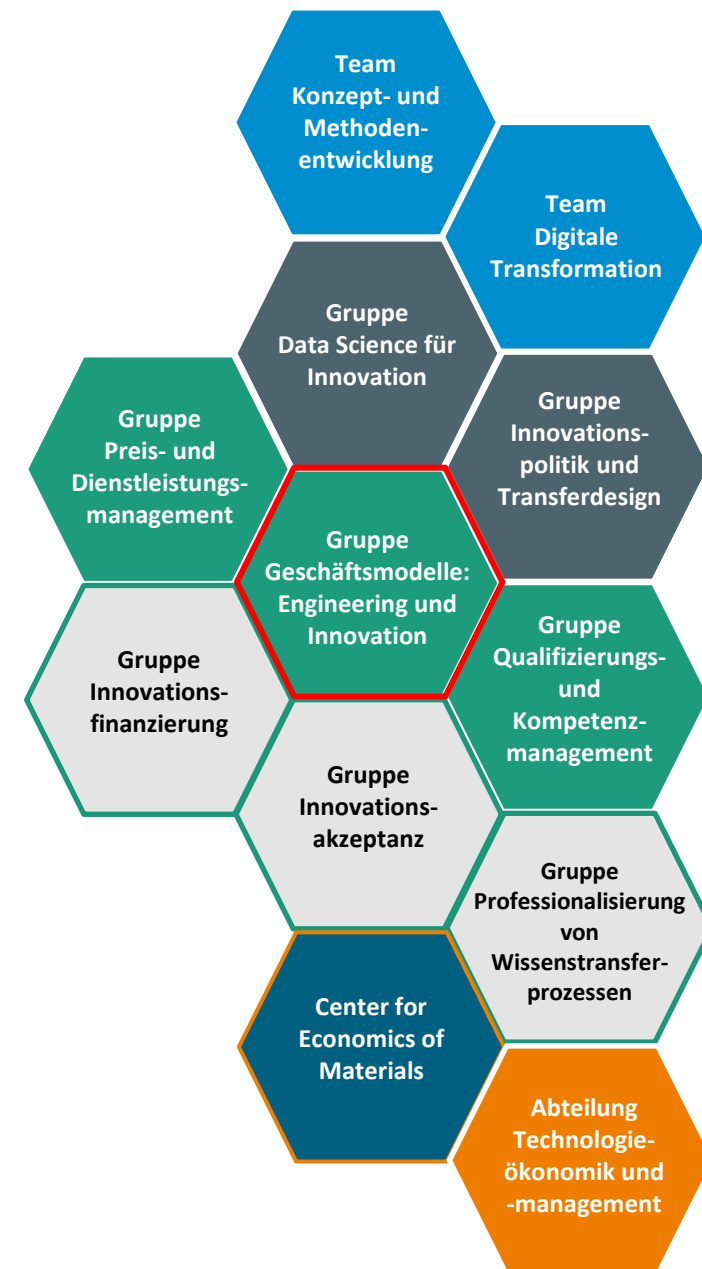 Team
Konzept- und
Methoden-
entwicklung
Team
Digitale
Transformation
Gruppe
Data Science für
Innovation
Gruppe
Innovations-
politik und
Transferdesign
Gruppe
Preis- und
Dienstleistungs-
management
Gruppe
Geschäftsmodelle:
Engineering und
Innovation
Gruppe
Qualifizierungs-
und
Kompetenz-
management
Gruppe
Innovations-
finanzierung
Gruppe
Innovations-
akzeptanz
Gruppe
Professionalisierung
von
Wissenstransfer-
prozessen
Center for
Economics of
Materials
Abteilung
Technologie-
ökonomik und
-management